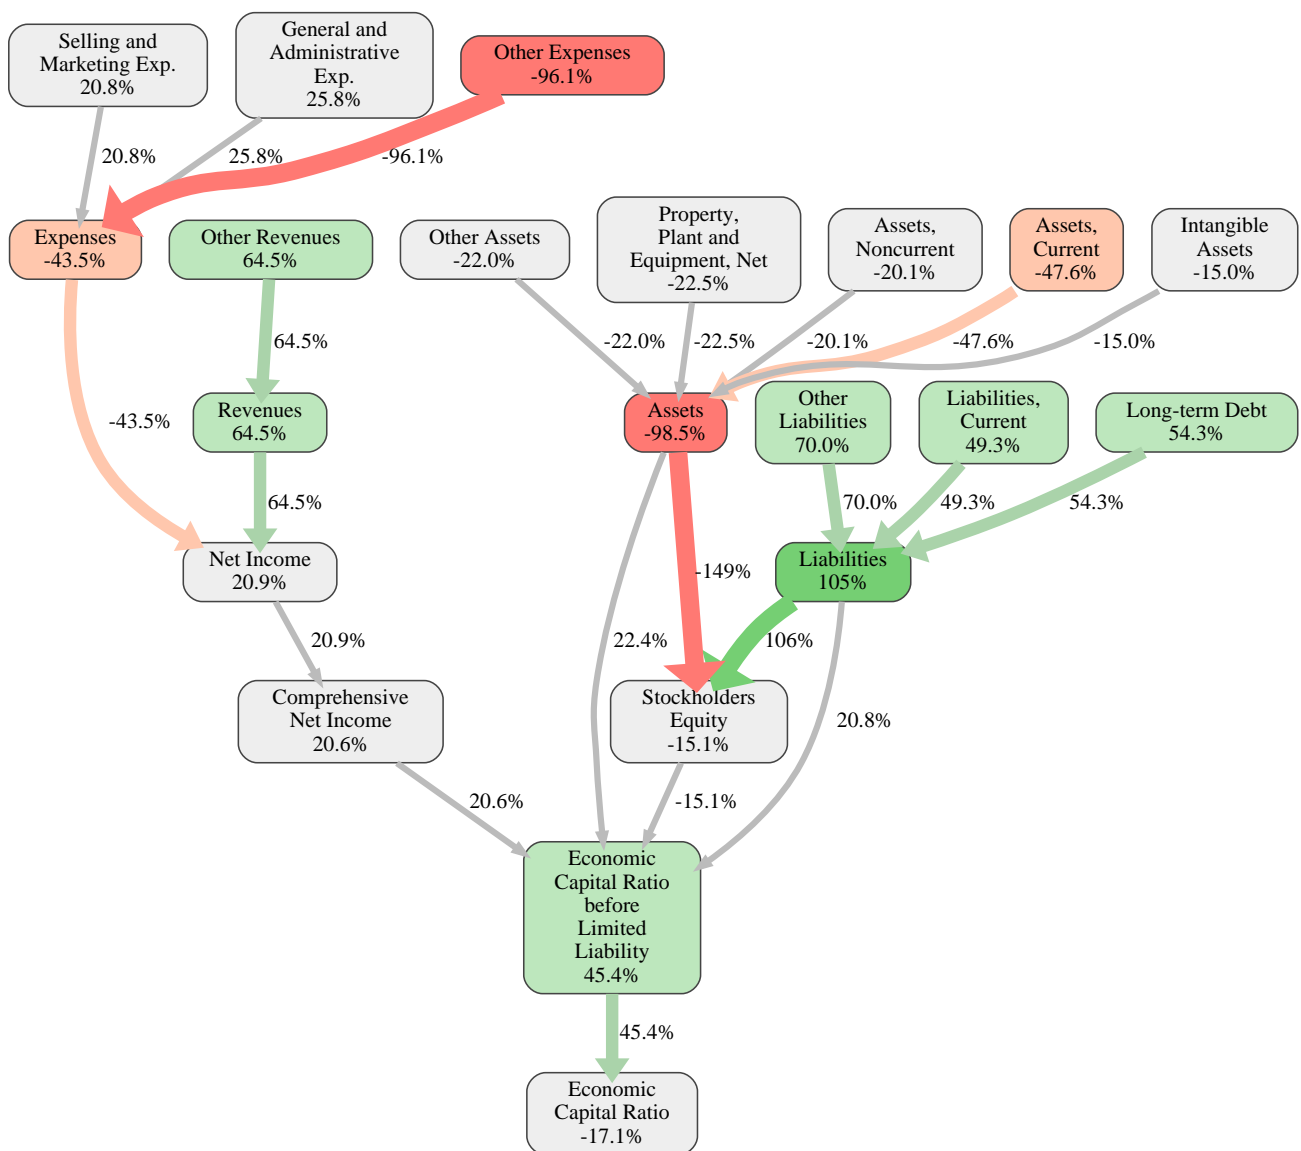 Selling and
Marketing Exp.
20.8%
General and
Administrative
Exp.
25.8%
Other Expenses
-96.1%
20.8%
25.8%
-96.1%
Expenses
-43.5%
Other Revenues
64.5%
Other Assets
-22.0%
Property,
Plant and
Equipment, Net
-22.5%
Assets,
Noncurrent
-20.1%
Assets,
Current
-47.6%
Intangible
Assets
-15.0%
64.5%
-22.0%
-22.5%
-20.1%
-47.6%
-15.0%
-43.5%
Revenues
64.5%
Assets
-98.5%
Other
Liabilities
70.0%
Liabilities,
Current
49.3%
Long-term Debt
54.3%
64.5%
-149%
70.0%
49.3%
54.3%
Net Income
20.9%
Liabilities
105%
20.9%
22.4%
106%
20.8%
Comprehensive
Net Income
20.6%
Stockholders
Equity
-15.1%
20.6%
-15.1%
Economic
Capital Ratio
before
Limited
Liability
45.4%
45.4%
Economic
Capital Ratio
-17.1%